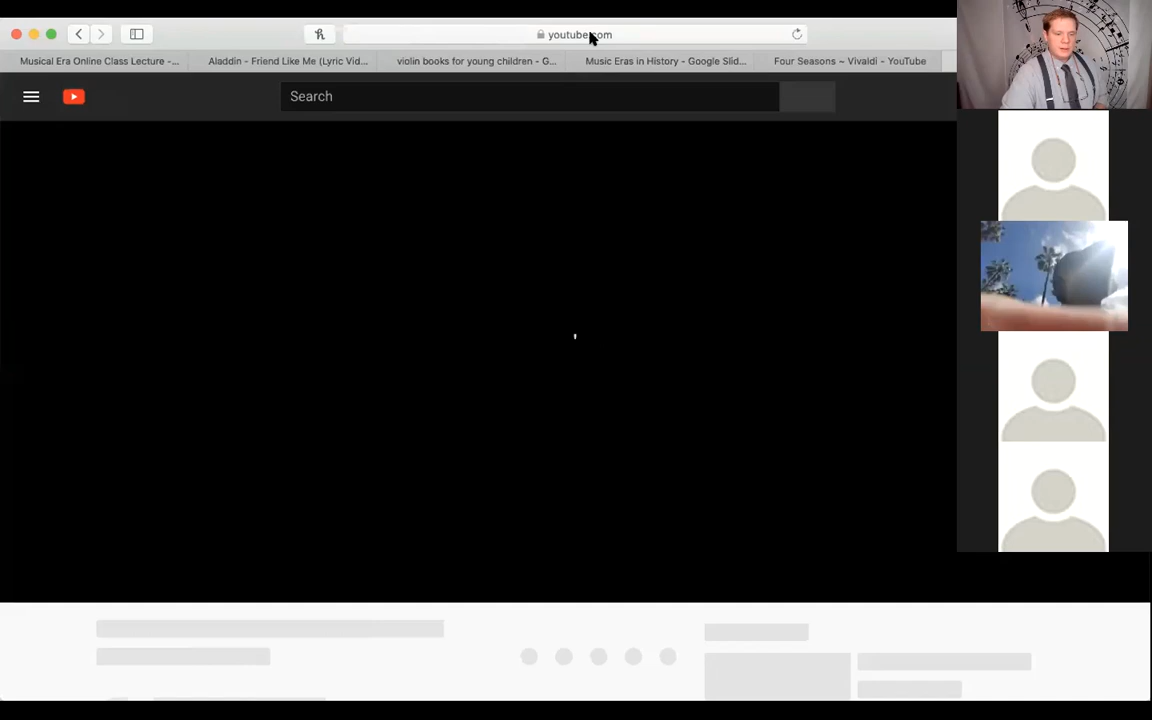 youtube.com
Musical Era Online Class Lecture -...
Aladdin - Friend Like Me (Lyric Vid...
violin books for young children - G...
Music Eras in History - Google Slid...
Four Seasons ~ Vivaldi - YouTube
Search